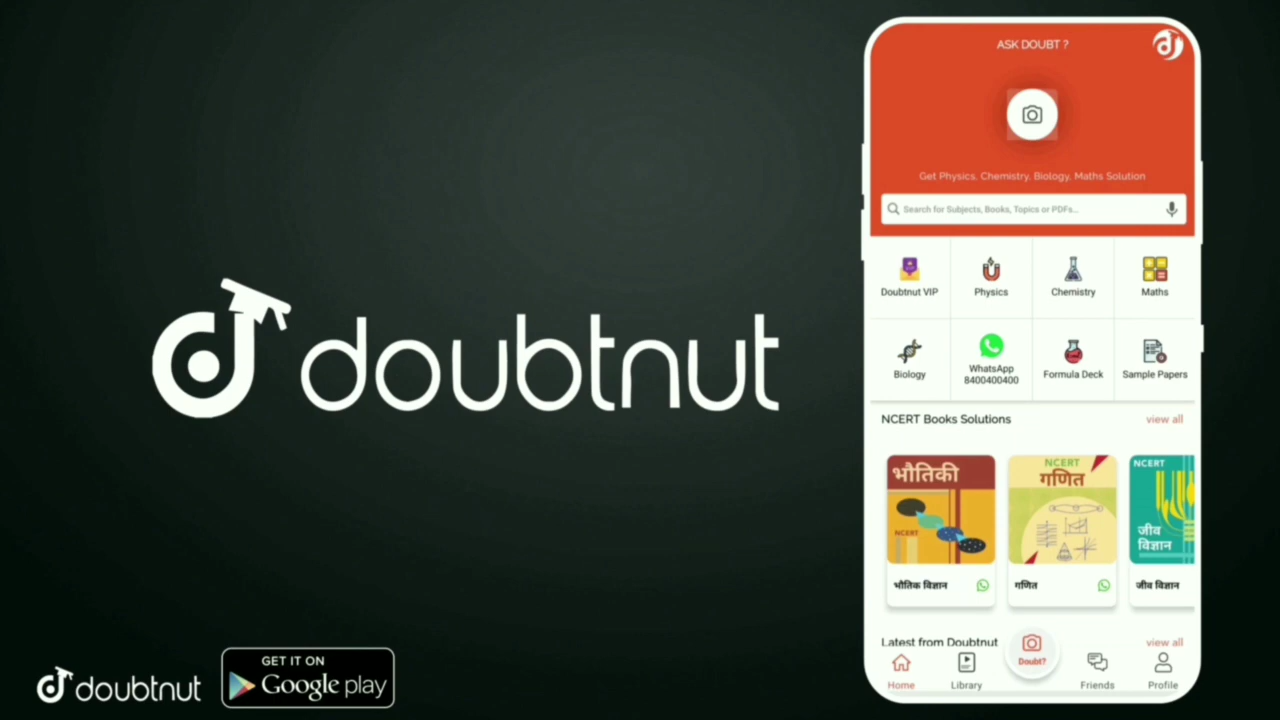 doubtnut
doubtnut
GET IT ON
Google play
ASK DOUBT ?
Get Physics, Chemistry, Biology, Maths Solution
Search for Subjects, Books, Topics or PDFs...
Doubtnut VIP
Physics
Chemistry
Maths
Biology
WhatsApp
8400400400
Formula Deck
Sample Papers
NCERT Books Solutions
view all
भौतिकी
NCERT
भौतिक विज्ञान
NCERT
गणित
गणित
NCERT
जीव
विज्ञान
जीव विज्ञान
Latest from Doubtnut
view all
Doubt?
Home
Library
Friends
Profile